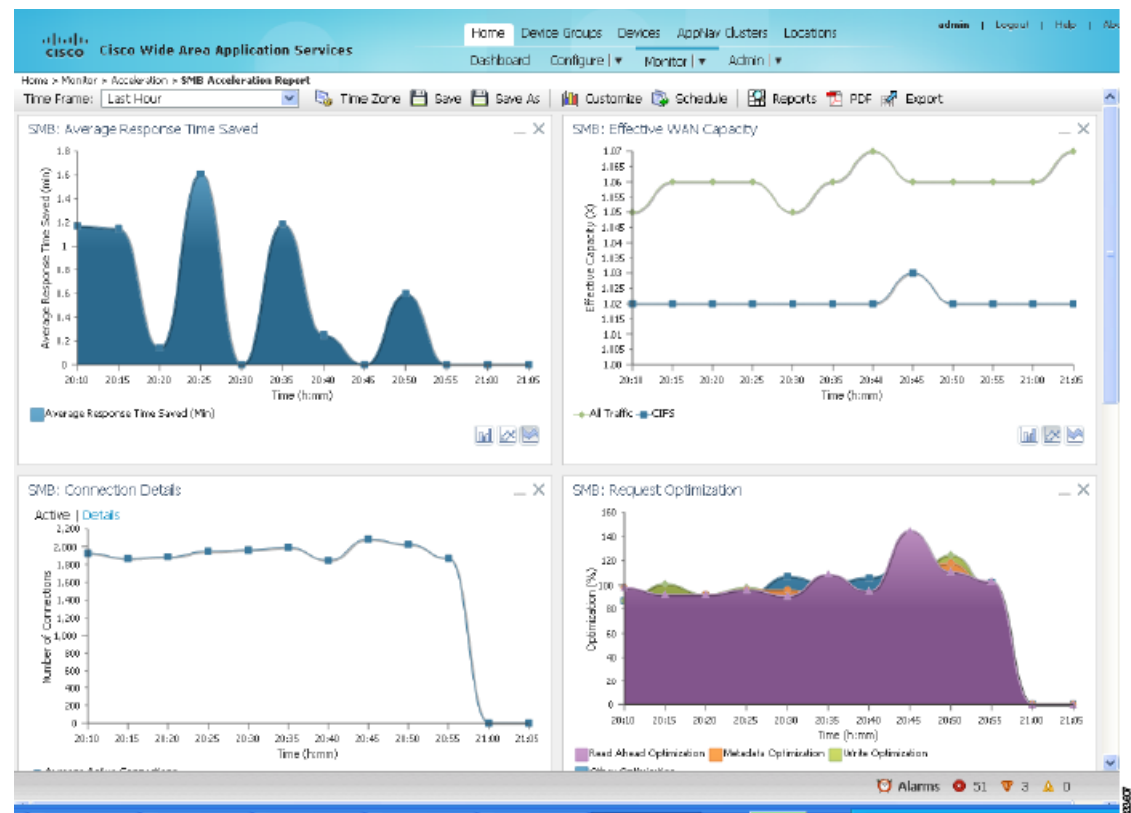 admin | Logout | Help | Abo
Home Device Groups Devices AppNav Clusters Locations
cisco Cisco Wide Area Application Services
Dashboard Configure | ▾ Monitor | ▾ Admin | ▾
Home > Monitor > Acceleration > SMB Acceleration Report
Time Frame: Last Hour Time Zone Save Save As Customize Schedule Reports PDF Export
SMB: Average Response Time Saved
Average Response Time Saved (min)
1.8
1.6
1.4
1.2
1
0.8
0.6
0.4
0.2
0
20:10 20:15 20:20 20:25 20:30 20:35 20:40 20:45 20:50 20:55 21:00 21:05
Time (h:mm)
Average Response Time Saved (Min)
SMB: Effective WAN Capacity
Effective Capacity (X)
1.07
1.065
1.06
1.055
1.05
1.045
1.04
1.035
1.03
1.025
1.02
1.015
1.01
1.005
1.00
20:10 20:15 20:20 20:25 20:30 20:35 20:40 20:45 20:50 20:55 21:00 21:05
Time (h:mm)
All Traffic CIFS
SMB: Connection Details
Active | Details
Number of Connections
2,200
2,000
1,800
1,600
1,400
1,200
1,000
800
600
400
200
0
20:10 20:15 20:20 20:25 20:30 20:35 20:40 20:45 20:50 20:55 21:00 21:05
Time (h:mm)
Average Active Connections
SMB: Request Optimization
Optimization (%)
160
140
120
100
80
60
40
20
0
20:10 20:15 20:20 20:25 20:30 20:35 20:40 20:45 20:50 20:55 21:00 21:05
Time (h:mm)
Read Ahead Optimization Metadata Optimization Write Optimization
Other Optimization
Alarms 51 3 0